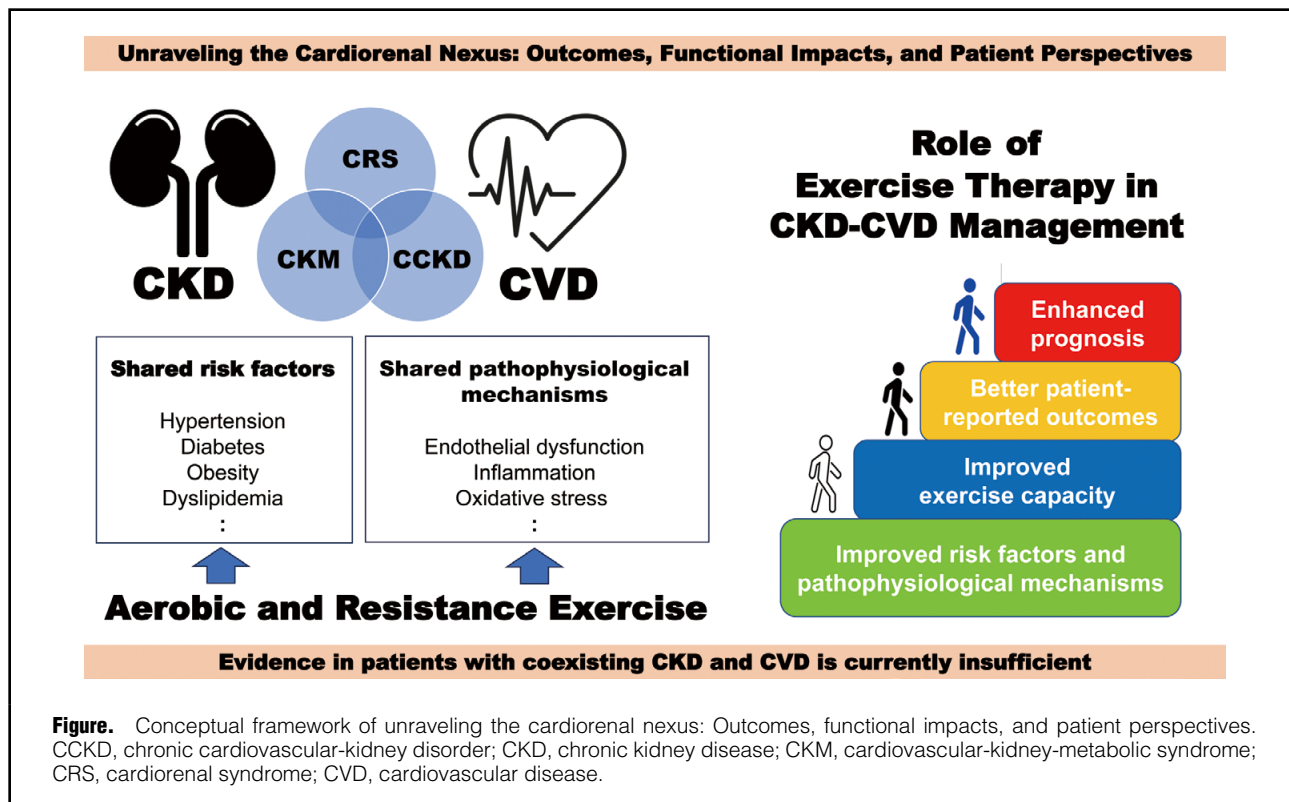 Unraveling the Cardiorenal Nexus: Outcomes, Functional Impacts, and Patient Perspectives
CKD
CRS
CKM
CCKD
CVD
Shared risk factors
Hypertension
Diabetes
Obesity
Dyslipidemia
:
Shared pathophysiological
mechanisms
Endothelial dysfunction
Inflammation
Oxidative stress
:
Aerobic and Resistance Exercise
Role of
Exercise Therapy in
CKD-CVD Management
Enhanced
prognosis
Better patient-
reported outcomes
Improved
exercise capacity
Improved risk factors and
pathophysiological mechanisms
Evidence in patients with coexisting CKD and CVD is currently insufficient
Figure. Conceptual framework of unraveling the cardiorenal nexus: Outcomes, functional impacts, and patient perspectives.
CCKD, chronic cardiovascular-kidney disorder; CKD, chronic kidney disease; CKM, cardiovascular-kidney-metabolic syndrome;
CRS, cardiorenal syndrome; CVD, cardiovascular disease.